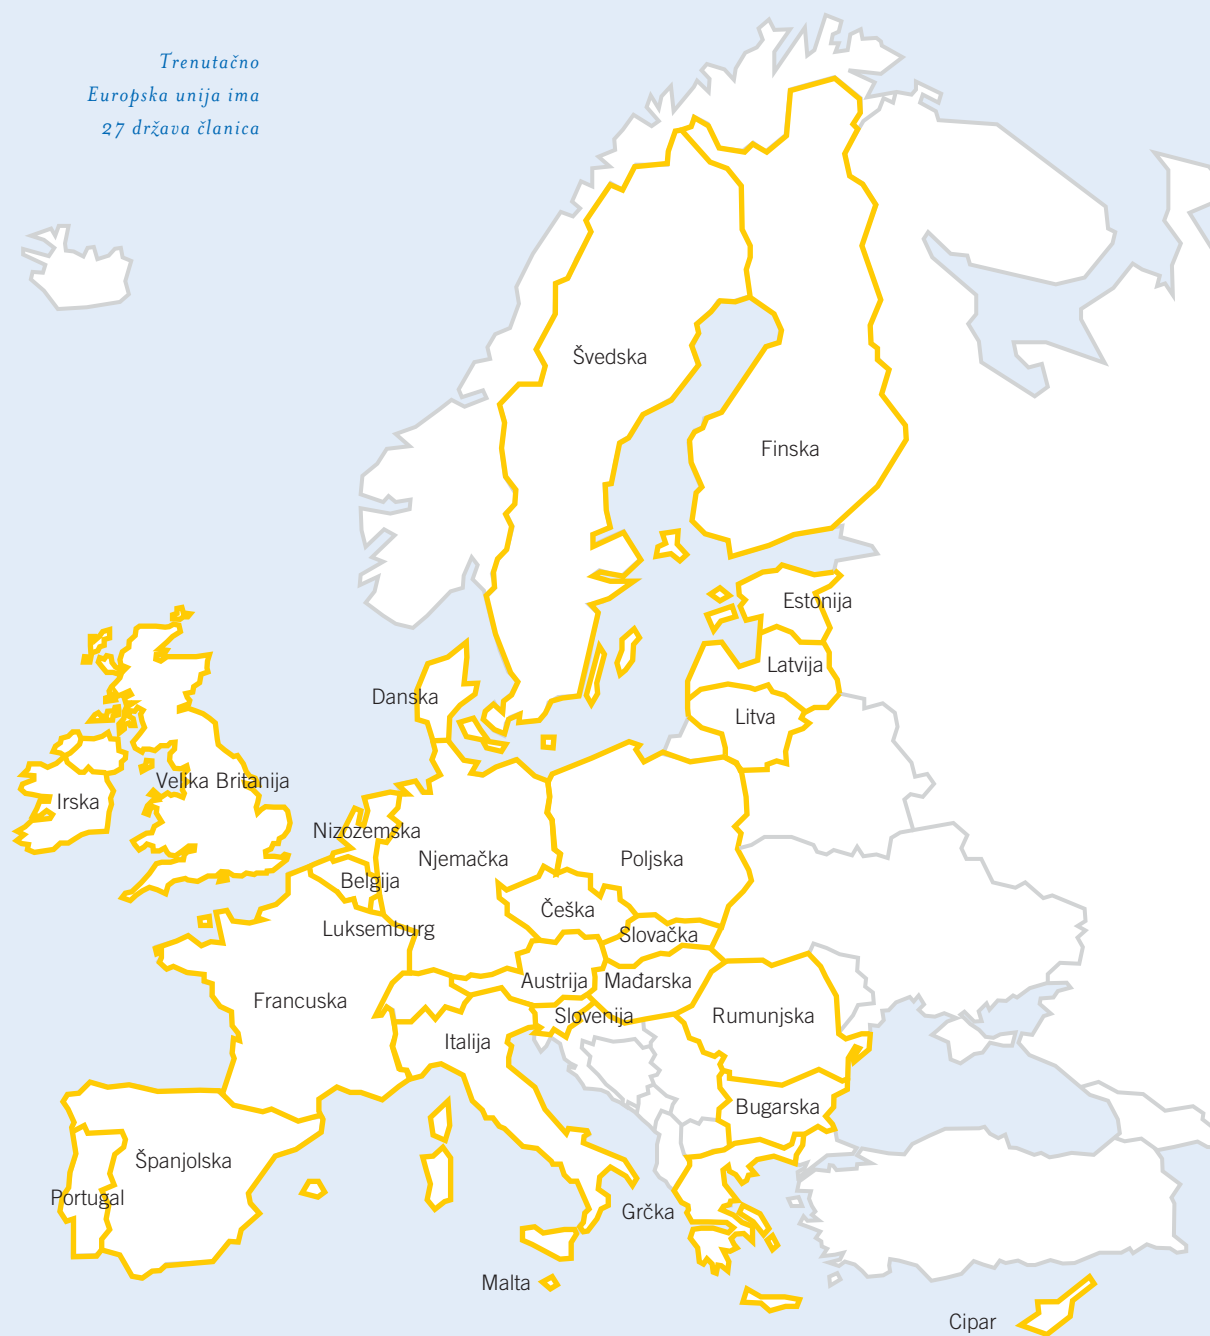 Trenutačno
Europska unija ima
27 država članica
Švedska
Finska
Estonija
Latvija
Danska
Litva
Velika Britanija
Irska
Nizozemska
Njemačka
Poljska
Belgija
Češka
Luksemburg
Slovačka
Austrija
Mađarska
Francuska
Slovenija
Rumunjska
Italija
Bugarska
Španjolska
Portugal
Grčka
Malta
Cipar